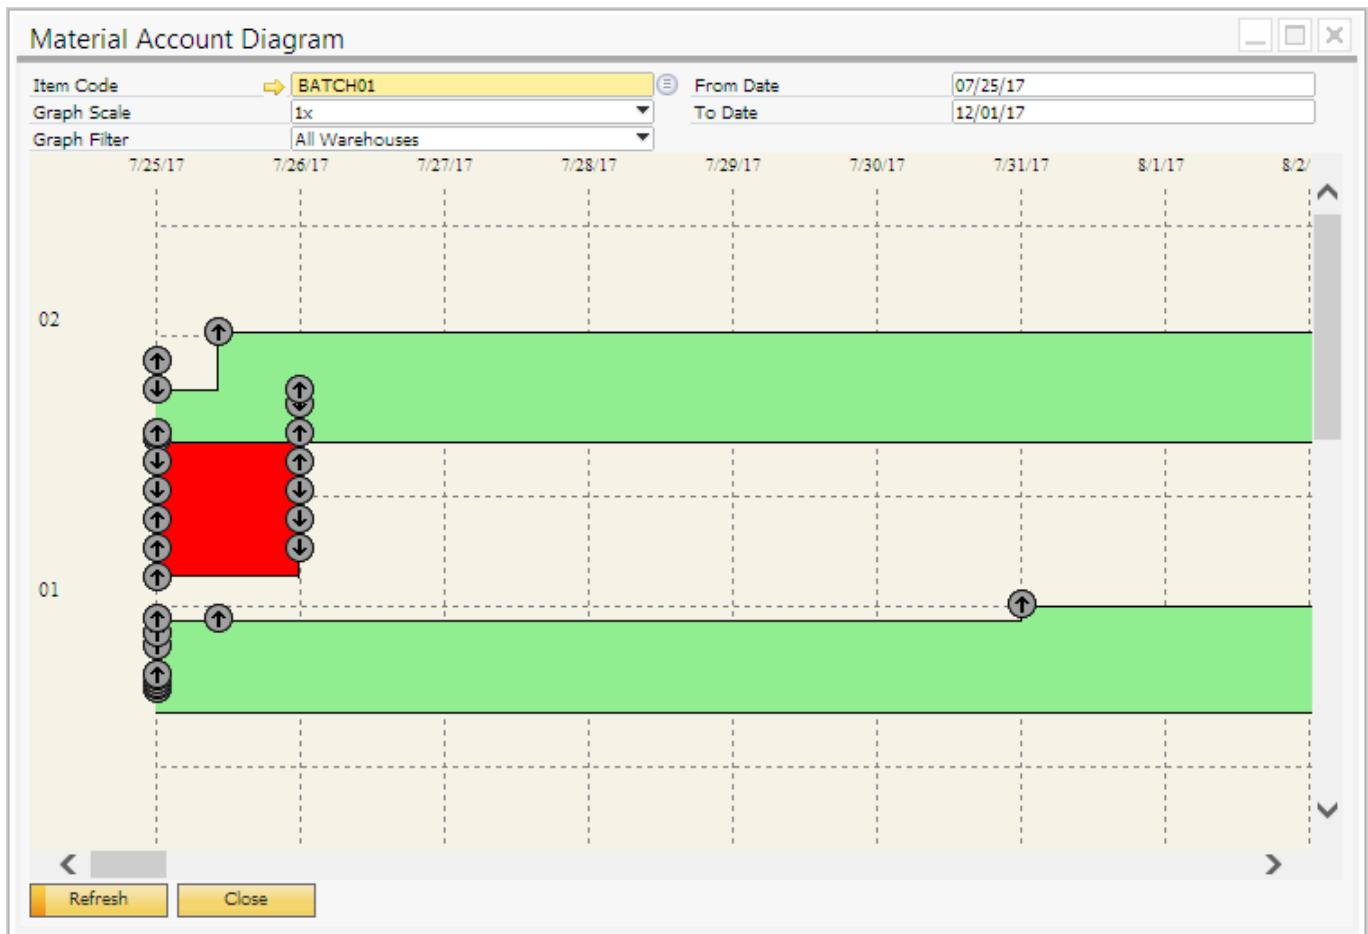 Material Account Diagram
Item Code BATCH01 From Date 07/25/17
Graph Scale 1x To Date 12/01/17
Graph Filter All Warehouses
7/25/17 7/26/17 7/27/17 7/28/17 7/29/17 7/30/17 7/31/17 8/1/17 8/2/
02
01
Refresh Close